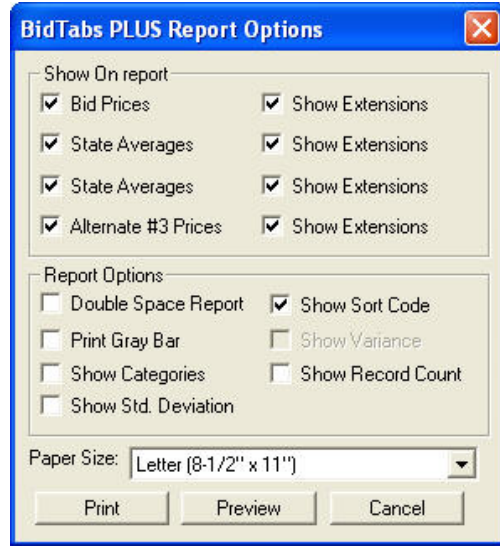 BidTabs PLUS Report Options
Show On report
Bid Prices Show Extensions
State Averages Show Extensions
State Averages Show Extensions
Alternate #3 Prices Show Extensions
Report Options
Double Space Report Show Sort Code
Print Gray Bar Show Variance
Show Categories Show Record Count
Show Std. Deviation
Paper Size: Letter (8-1/2" x 11")
Print Preview Cancel